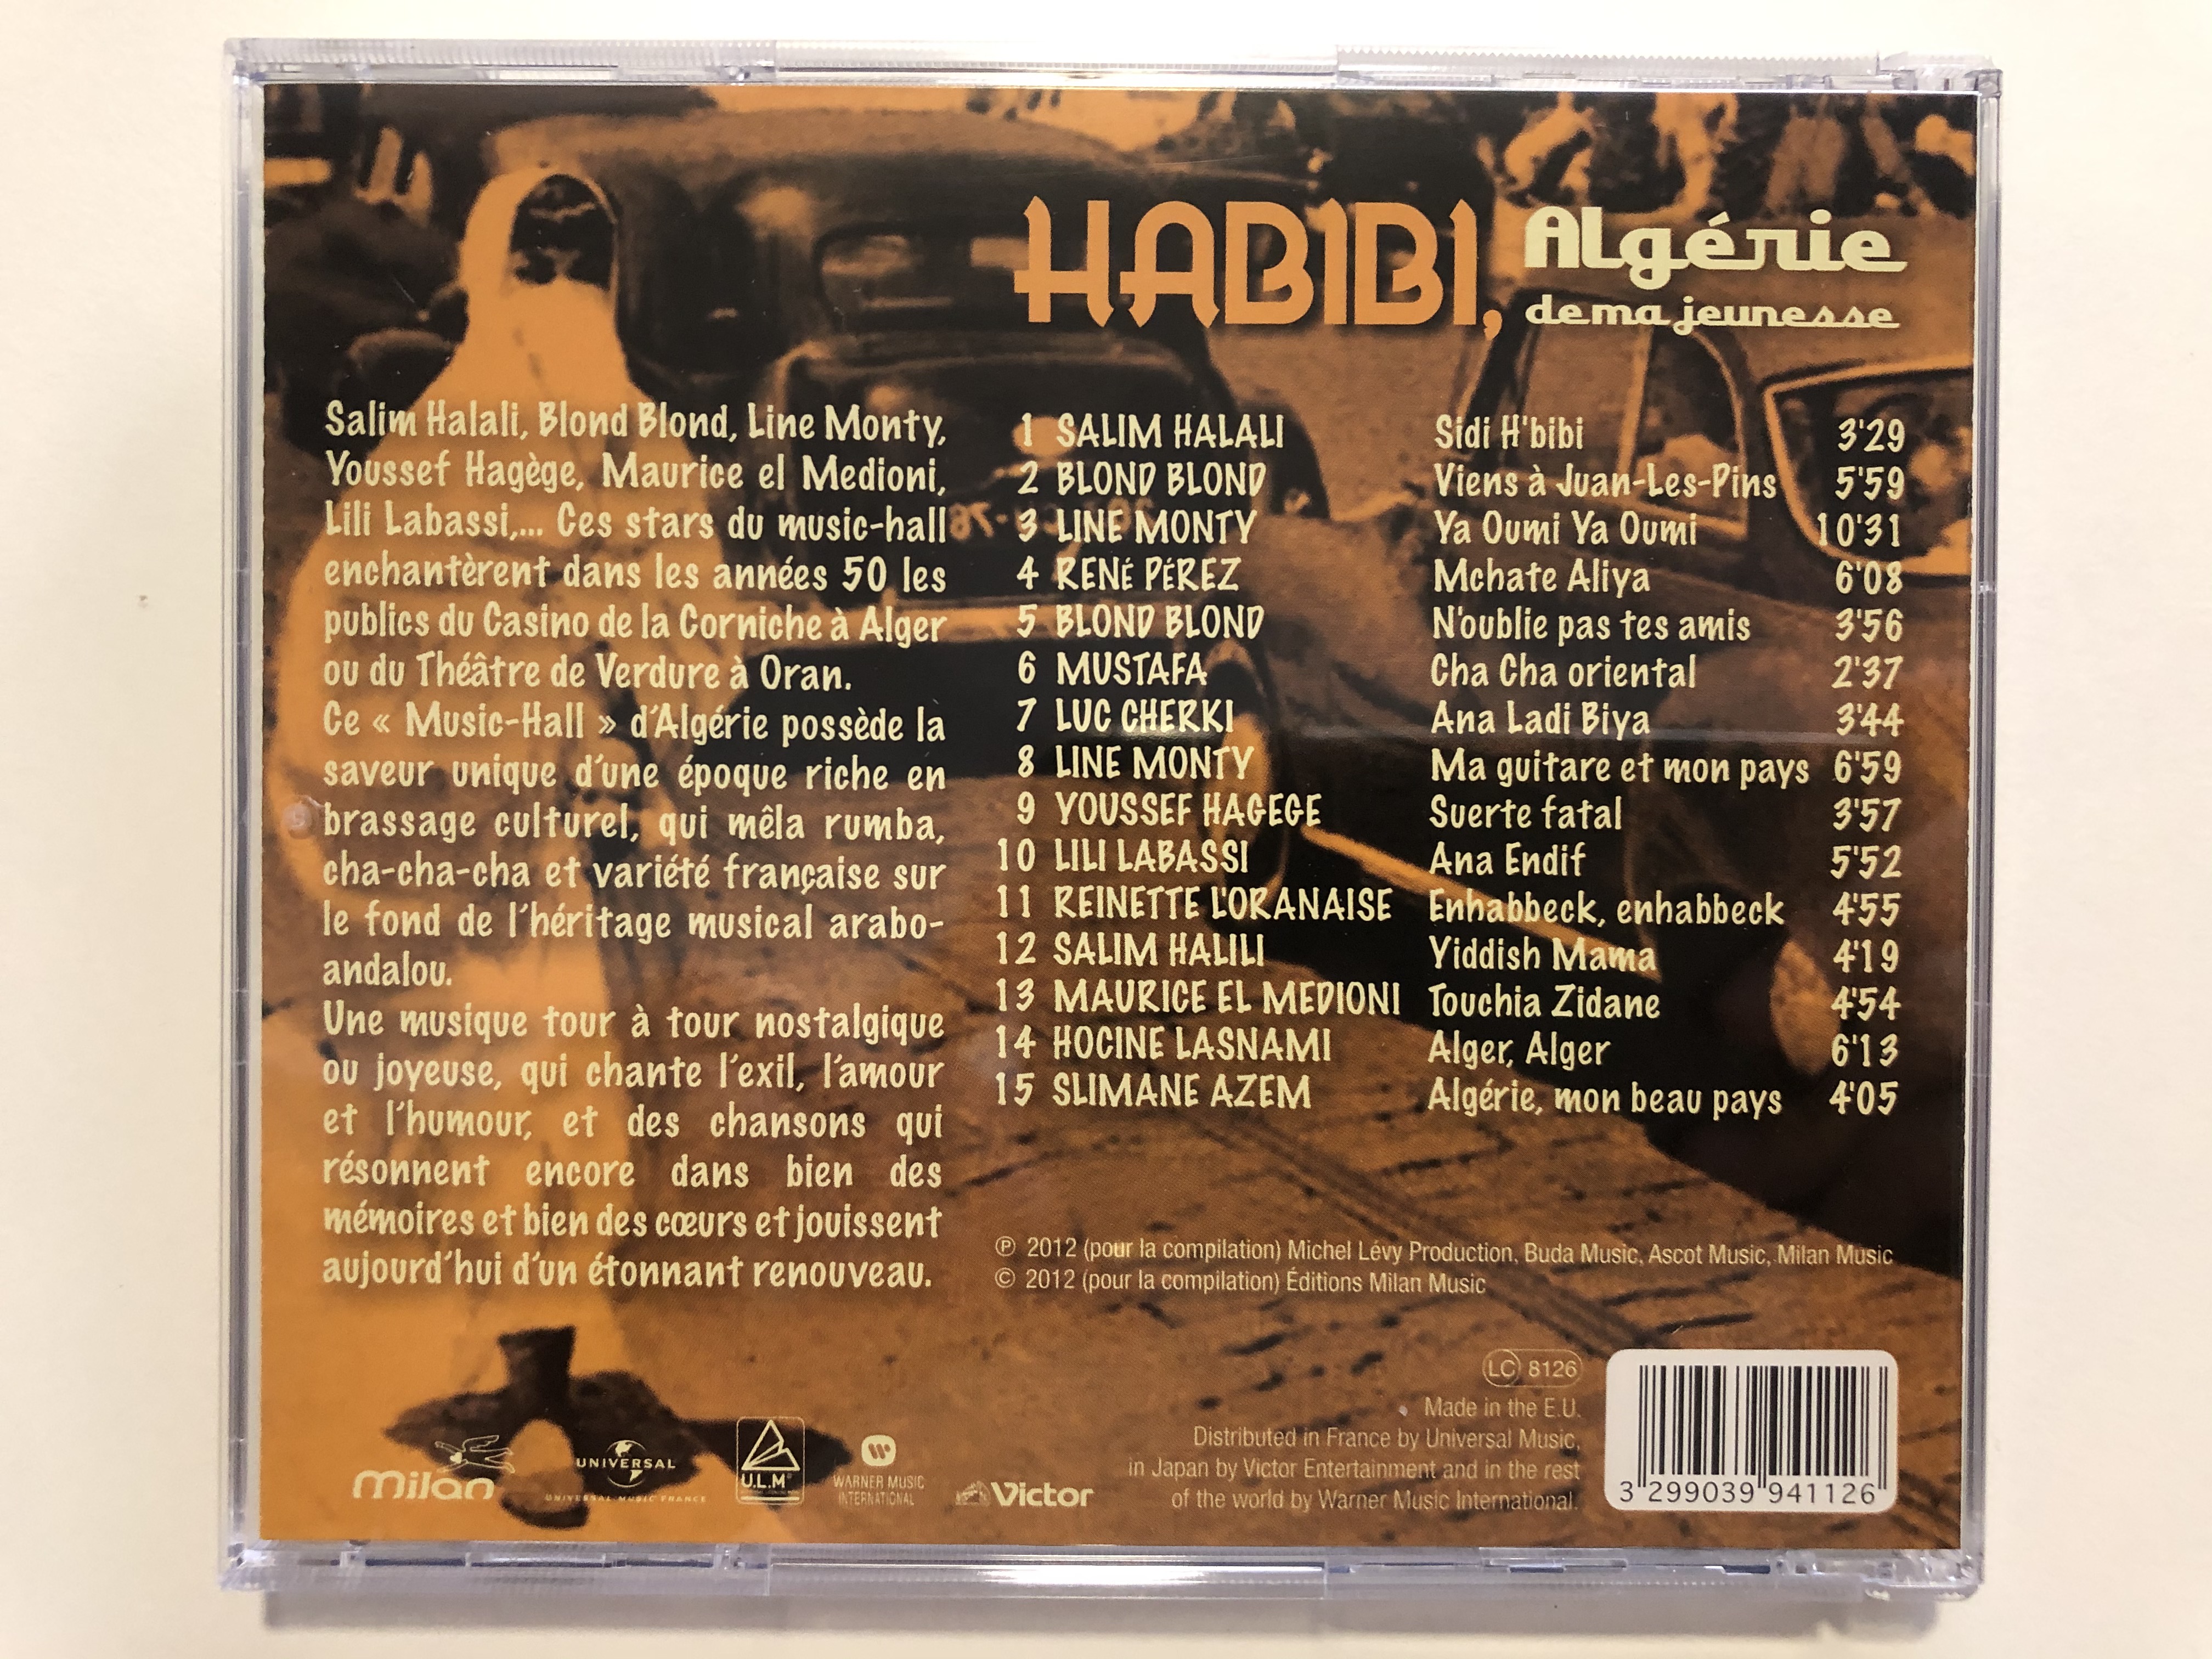 HABIBI, Algérie
de ma jeunesse
Salim Halali, Blond Blond, Line Monty,
Youssef Hagège, Maurice el Medioni,
Lili Labassi,... Ces stars du music-hall
enchantèrent dans les années 50 les
publics du Casino de la Corniche à Alger
ou du Théâtre de Verdure à Oran.
Ce « Music-Hall » d'Algérie possède la
saveur unique d'une époque riche en
brassage culturel, qui mêla rumba,
cha-cha-cha et variété française sur
le fond de l'héritage musical arabo-
andalou.
Une musique tour à tour nostalgique
ou joyeuse, qui chante l'exil, l'amour
et l'humour, et des chansons qui
résonnent encore dans bien des
mémoires et bien des cœurs et jouissent
aujourd'hui d'un étonnant renouveau.
1 SALIM HALALI Sidi H'bibi 3'29
2 BLOND BLOND Viens à Juan-Les-Pins 5'59
3 LINE MONTY Ya Oumi Ya Oumi 10'31
4 RENÉ PÉREZ Mchate Aliya 6'08
5 BLOND BLOND N'oublie pas tes amis 3'56
6 MUSTAFA Cha Cha oriental 2'37
7 LUC CHERKI Ana Ladi Biya 3'44
8 LINE MONTY Ma guitare et mon pays 6'59
9 YOUSSEF HAGEGE Suerte fatal 3'57
10 LILI LABASSI Ana Endif 5'52
11 REINETTE L'ORANAISE Enhabbeck, enhabbeck 4'55
12 SALIM HALILI Yiddish Mama 4'19
13 MAURICE EL MEDIONI Touchia Zidane 4'54
14 HOCINE LASNAMI Alger, Alger 6'13
15 SLIMANE AZEM Algérie, mon beau pays 4'05
℗ 2012 (pour la compilation) Michel Lévy Production, Buda Music, Ascot Music, Milan Music
© 2012 (pour la compilation) Éditions Milan Music
LC 8126
Made in the E.U.
Distributed in France by Universal Music,
in Japan by Victor Entertainment and in the rest
of the world by Warner Music International.
milan
UNIVERSAL
UNIVERSAL MUSIC FRANCE
U.L.M
WARNER MUSIC
INTERNATIONAL
Victor
3 299039 941126